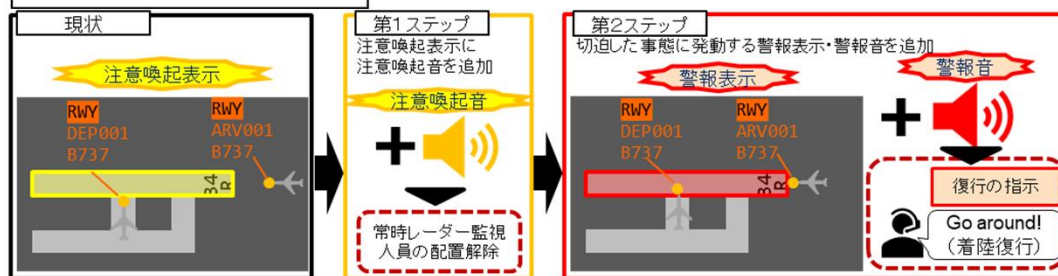 現状
注意喚起表示
RWY
DEP001
B737
RWY
ARV001
B737
34
R
第1ステップ
注意喚起表示に
注意喚起音を追加
注意喚起音
常時レーダー監視
人員の配置解除
第2ステップ
切迫した事態に発動する警報表示・警報音を追加
警報表示
RWY
DEP001
B737
RWY
ARV001
B737
34
R
警報音
復行の指示
Go around!
（着陸復行）